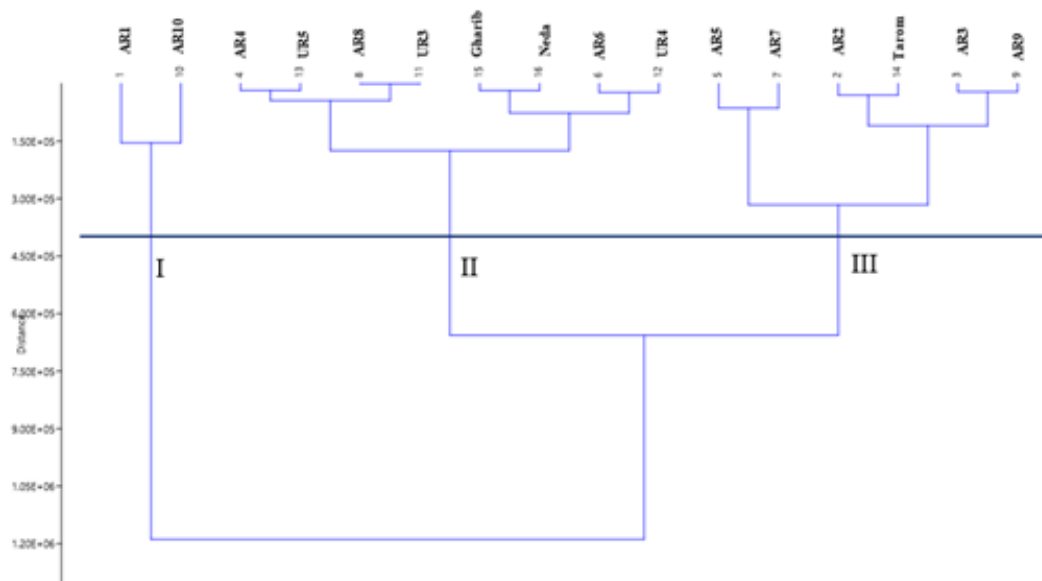 AR1 AR10 AR4 UR5 AR8 UR3 Gharib Neda AR6 UR4 AR5 AR7 AR2 Tarom AR3 AR9
1 10 4 13 8 11 15 16 6 12 5 7 2 14 3 9
1.50E+05
3.00E+05
4.50E+05
I II III
6.00E+05
Distance
7.50E+05
9.00E+05
1.05E+06
1.20E+06